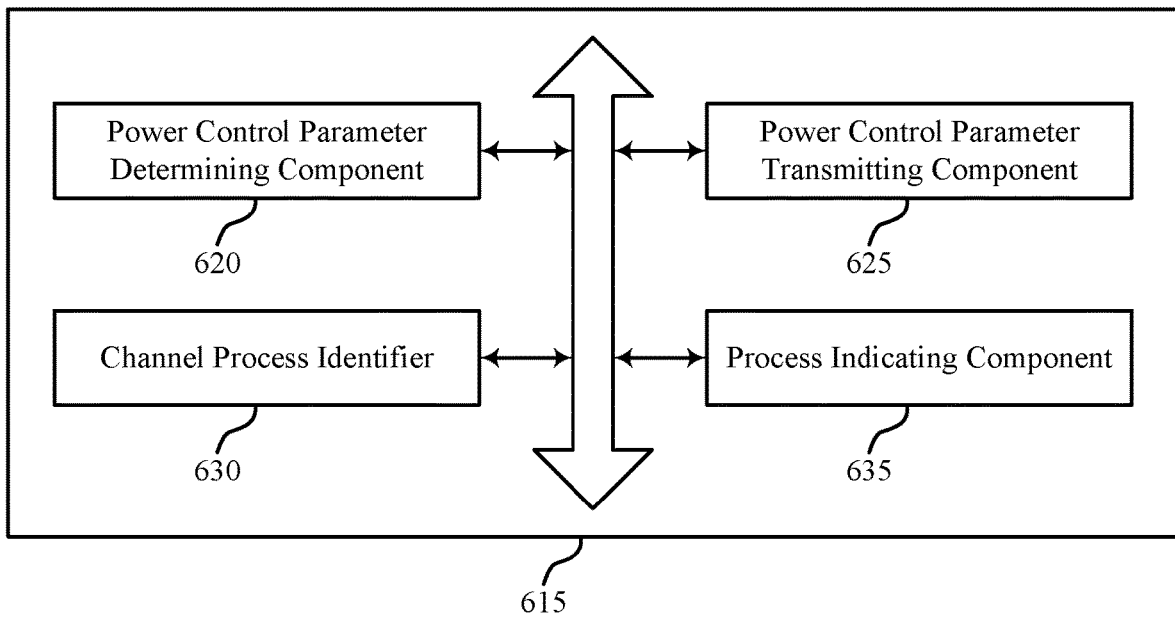 Power Control Parameter
Determining Component
620
Power Control Parameter
Transmitting Component
625
Channel Process Identifier
630
Process Indicating Component
635
615